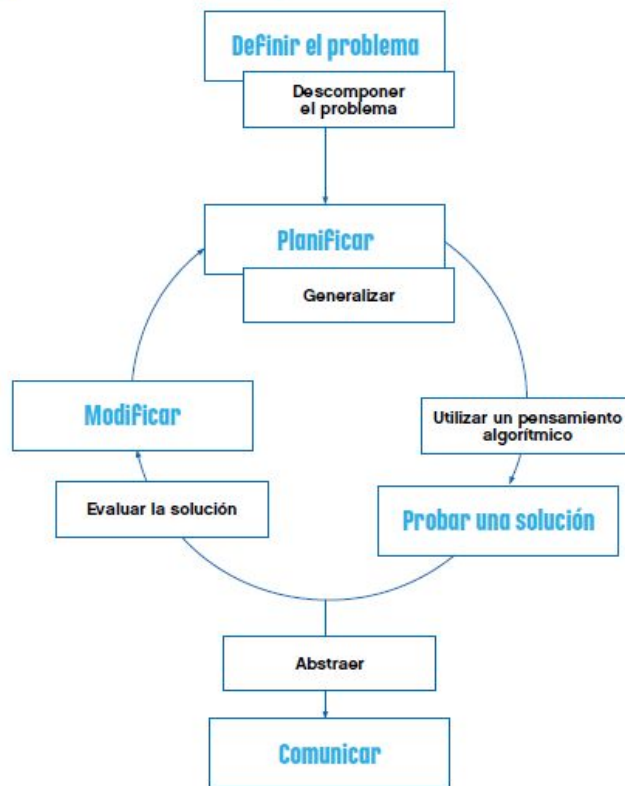 Definir el problema
Descomponer
el problema
Planificar
Generalizar
Modificar
Utilizar un pensamiento
algorítmico
Evaluar la solución
Probar una solución
Abstraer
Comunicar